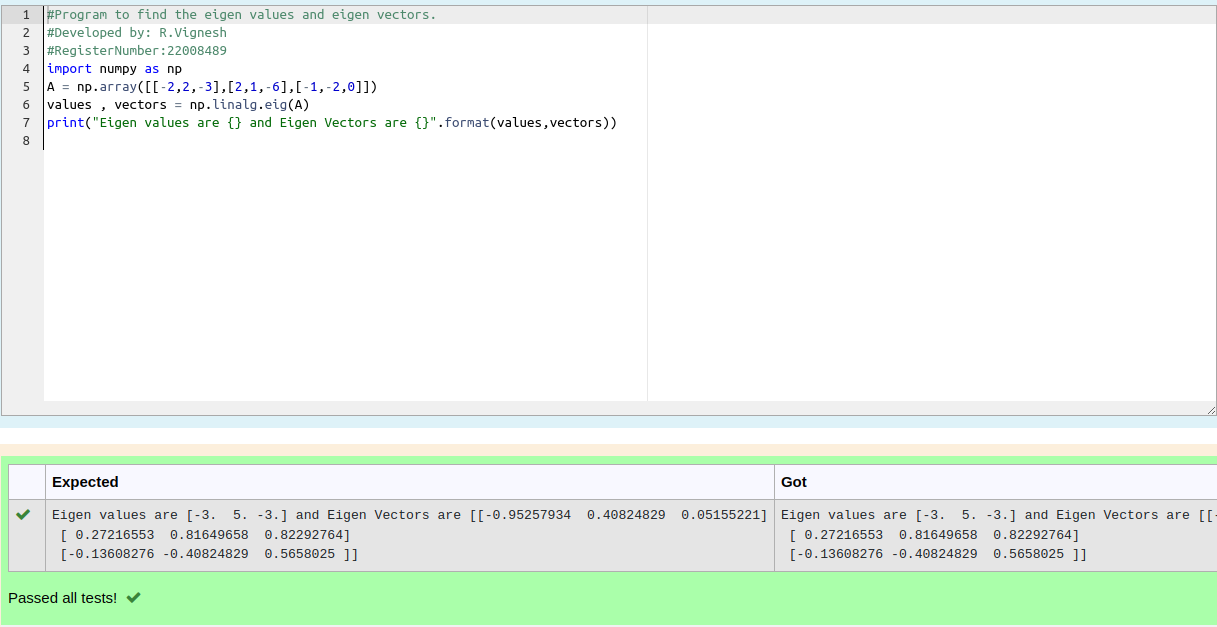 1 #Program to find the eigen values and eigen vectors.
2 #Developed by: R.Vignesh
3 #RegisterNumber:22008489
4 import numpy as np
5 A = np.array([[-2,2,-3],[2,1,-6],[-1,-2,0]])
6 values , vectors = np.linalg.eig(A)
7 print("Eigen values are {} and Eigen Vectors are {}".format(values,vectors))
8
Expected Got
Eigen values are [-3.  5. -3.] and Eigen Vectors are [[-0.95257934  0.40824829  0.05155221] Eigen values are [-3.  5. -3.] and Eigen Vectors are [[-
[ 0.27216553  0.81649658  0.82292764] [ 0.27216553  0.81649658  0.82292764]
[-0.13608276 -0.40824829  0.5658025 ]] [-0.13608276 -0.40824829  0.5658025 ]]
Passed all tests!